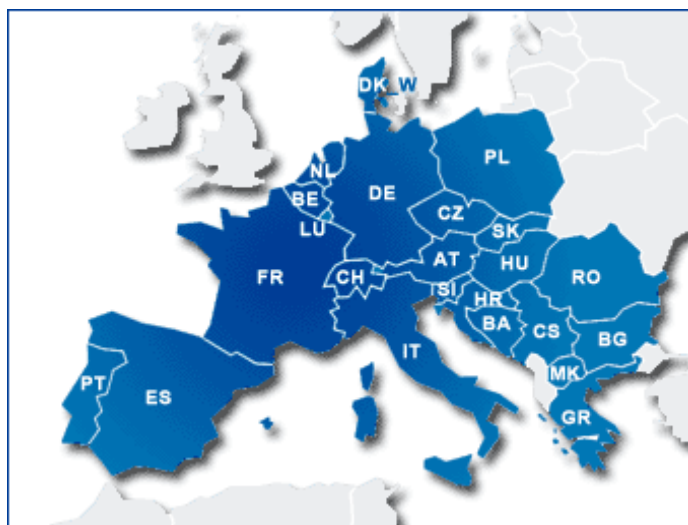 DK_W
NL
PL
BE
DE
CZ
LU
SK
AT
FR
CH
HU
RO
SI
HR
BA
CS
BG
IT
MK
PT
ES
GR